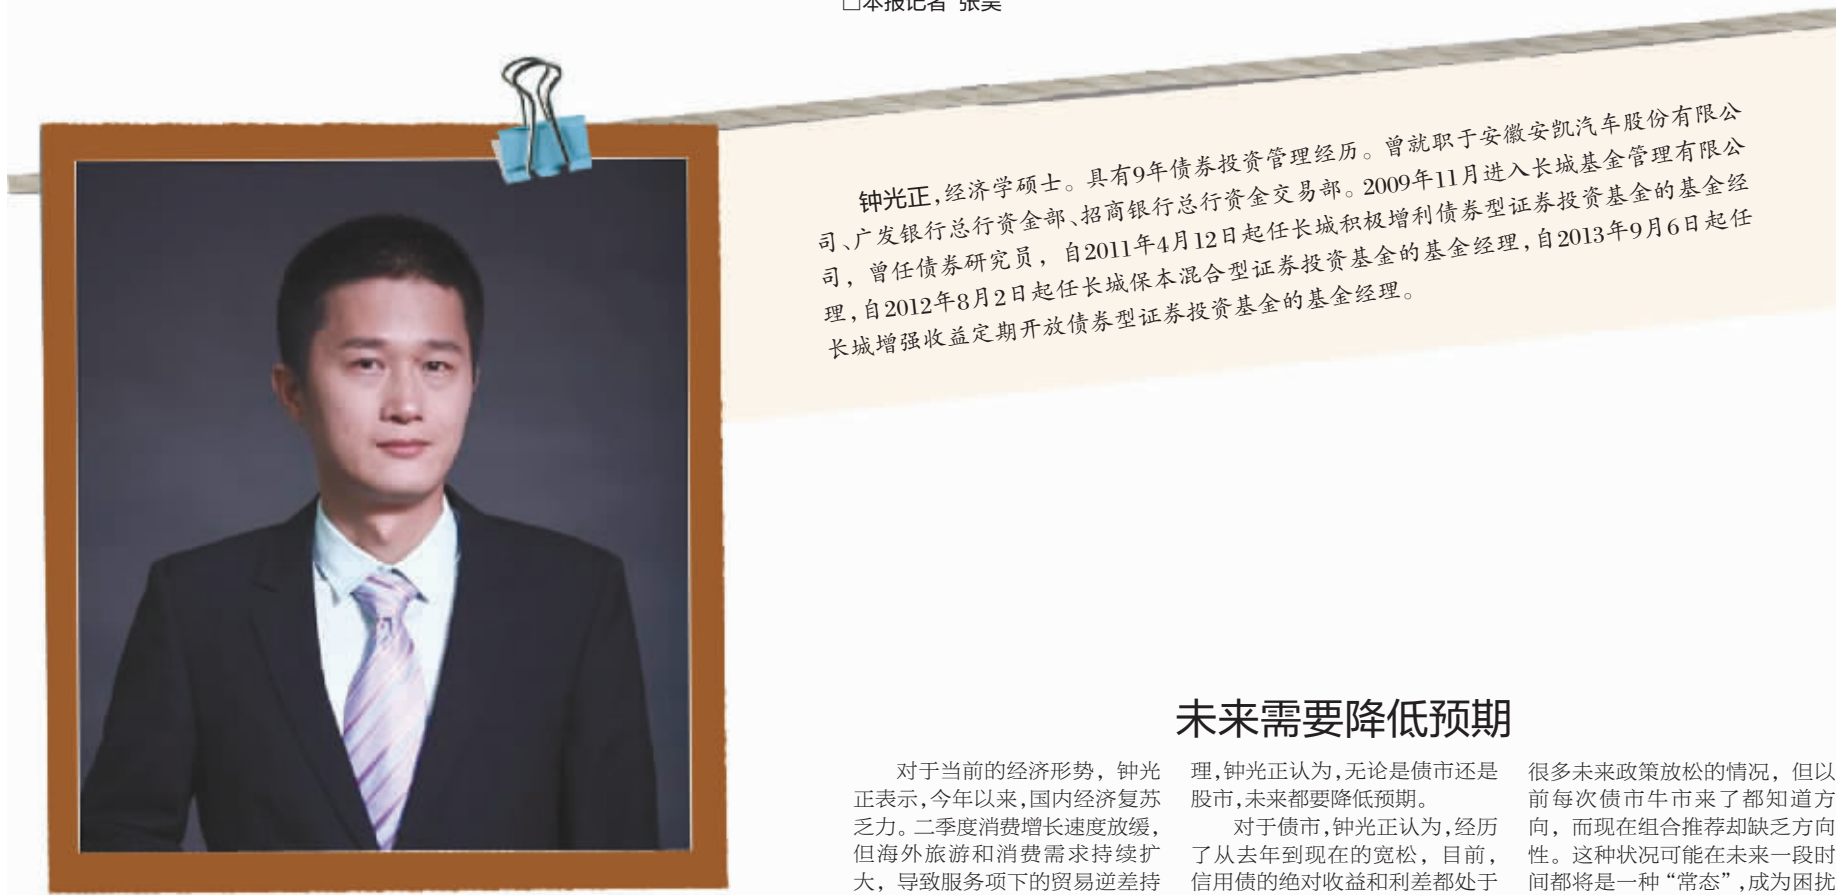 □本报记者 张昊
钟光正,经济学硕士。具有9年债券投资管理经历。曾就职于安徽安凯汽车股份有限公
司、广发银行总行资金部、招商银行总行资金交易部。2009年11月进入长城基金管理有限公
司，曾任债券研究员，自2011年4月12日起任长城积极增利债券型证券投资基金的基金经
理,自2012年8月2日起任长城保本混合型证券投资基金的基金经理,自2013年9月6日起任
长城增强收益定期开放债券型证券投资基金的基金经理。
未来需要降低预期
对于当前的经济形势，钟光
正表示,今年以来,国内经济复苏
乏力。二季度消费增长速度放缓,
但海外旅游和消费需求持续扩
大，导致服务项下的贸易逆差持
理,钟光正认为,无论是债市还是
股市,未来都要降低预期。
对于债市,钟光正认为,经历
了从去年到现在的宽松，目前,
信用债的绝对收益和利差都处于
很多未来政策放松的情况，但以
前每次债市牛市来了都知道方
向，而现在组合推荐却缺乏方向
性。这种状况可能在未来一段时
间都将是一种“常态”,成为困扰